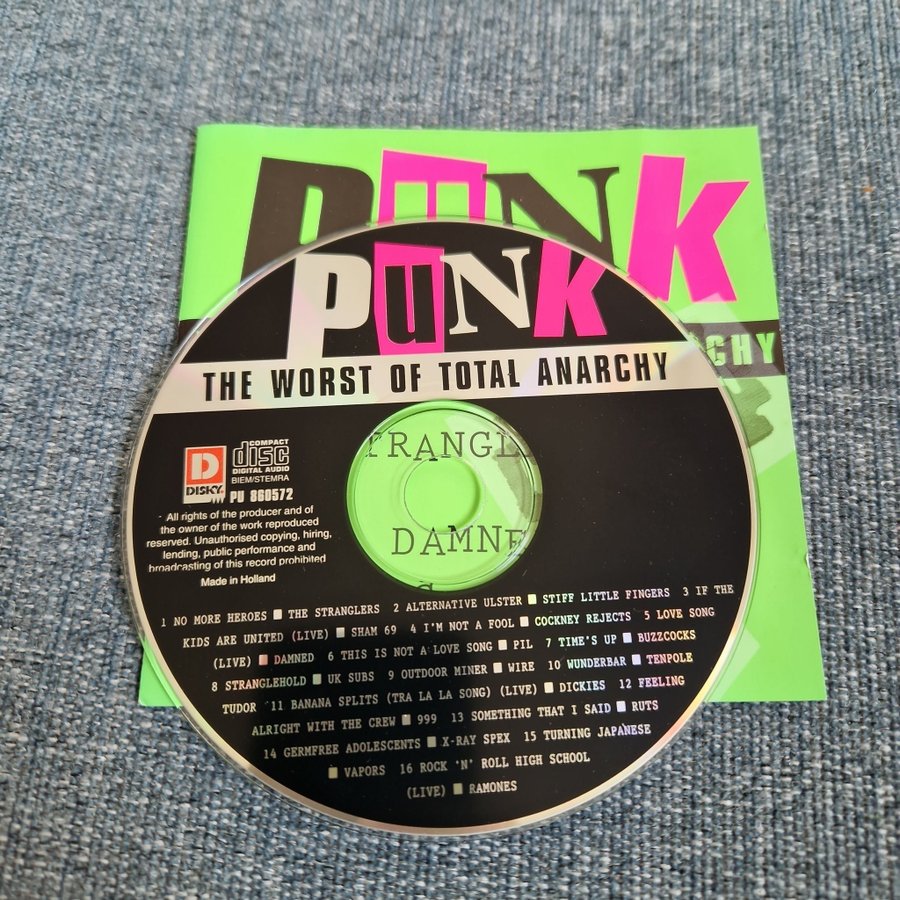 PUNK
CHY
PUNK
THE WORST OF TOTAL ANARCHY
TRANGL
DAMNE
D
DISKY
COMPACT
disc
DIGITAL AUDIO
BIEM/STEMRA
PU 860572
All rights of the producer and of
the owner of the work reproduced
reserved. Unauthorised copying, hiring,
lending, public performance and
broadcasting of this record prohibited
Made in Holland
1 NO MORE HEROES ■ THE STRANGLERS 2 ALTERNATIVE ULSTER ■ STIFF LITTLE FINGERS 3 IF THE
KIDS ARE UNITED (LIVE) ■ SHAM 69 4 I'M NOT A FOOL ■ COCKNEY REJECTS 5 LOVE SONG
(LIVE) ■ DAMNED 6 THIS IS NOT A LOVE SONG ■ PIL 7 TIME'S UP ■ BUZZCOCKS
8 STRANGLEHOLD ■ UK SUBS 9 OUTDOOR MINER ■ WIRE 10 WUNDERBAR ■ TENPOLE
TUDOR 11 BANANA SPLITS (TRA LA LA SONG) (LIVE) ■ DICKIES 12 FEELING
ALRIGHT WITH THE CREW ■ 999 13 SOMETHING THAT I SAID ■ RUTS
14 GERMFREE ADOLESCENTS ■ X-RAY SPEX 15 TURNING JAPANESE
■ VAPORS 16 ROCK 'N' ROLL HIGH SCHOOL
(LIVE) ■ RAMONES